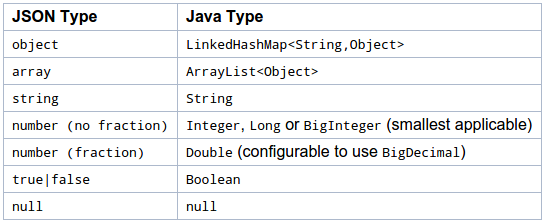 JSON Type Java Type
object LinkedHashMap<String,Object>
array ArrayList<Object>
string String
number (no fraction) Integer, Long or BigInteger (smallest applicable)
number (fraction) Double (configurable to use BigDecimal)
true|false Boolean
null null